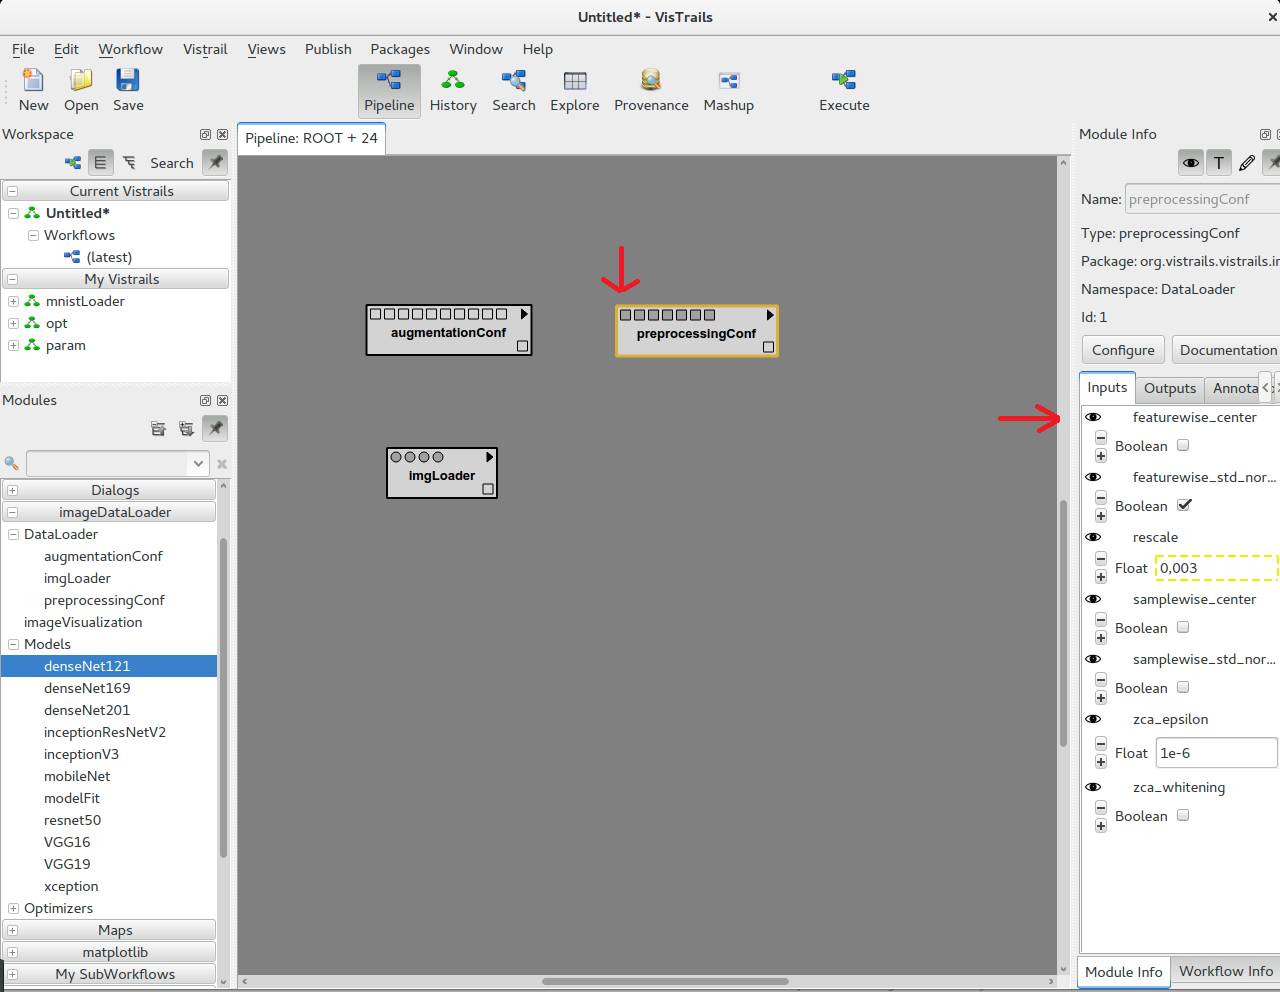 Untitled* - VisTrails
File Edit Workflow Vistrail Views Publish Packages Window Help
New Open Save Pipeline History Search Explore Provenance Mashup Execute
Workspace
Search
Current Vistrails
Untitled*
Workflows
(latest)
My Vistrails
mnistLoader
opt
param
Modules
Dialogs
imageDataLoader
DataLoader
augmentationConf
imgLoader
preprocessingConf
imageVisualization
Models
denseNet121
denseNet169
denseNet201
inceptionResNetV2
inceptionV3
mobileNet
modelFit
resnet50
VGG16
VGG19
xception
Optimizers
Maps
matplotlib
My SubWorkflows
Pipeline: ROOT + 24
augmentationConf
preprocessingConf
imgLoader
Module Info
T
Name: preprocessingConf
Type: preprocessingConf
Package: org.vistrails.vistrails.in
Namespace: DataLoader
Id: 1
Configure Documentation
Inputs Outputs Annota
featurewise_center
Boolean
featurewise_std_nor...
Boolean
rescale
Float 0,003
samplewise_center
Boolean
samplewise_std_nor...
Boolean
zca_epsilon
Float 1e-6
zca_whitening
Boolean
Module Info Workflow Info